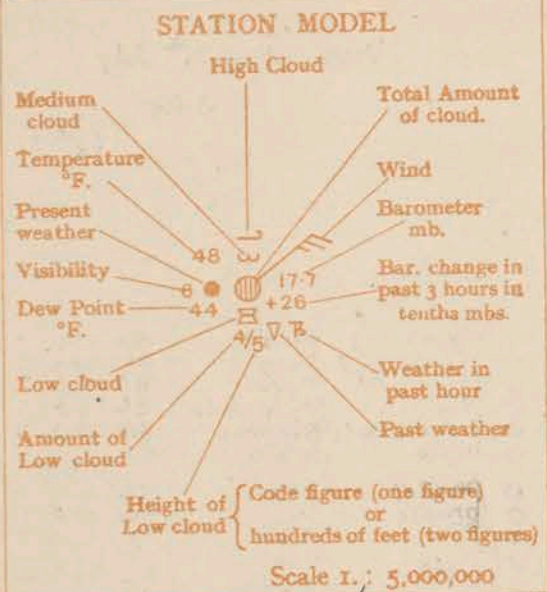 STATION MODEL
High Cloud
Medium
cloud
Total Amount
of cloud.
Temperature
°F.
Wind
Present
weather
Barometer
mb.
48
Visibility
6
17.7
Bar. change in
past 3 hours in
tenths mbs.
Dew Point
°F.
44
+26
4/5
Low cloud
Weather in
past hour
Amount of
Low cloud
Past weather
Height of
Low cloud
Code figure (one figure)
or
hundreds of feet (two figures)
Scale 1 : 5,000,000